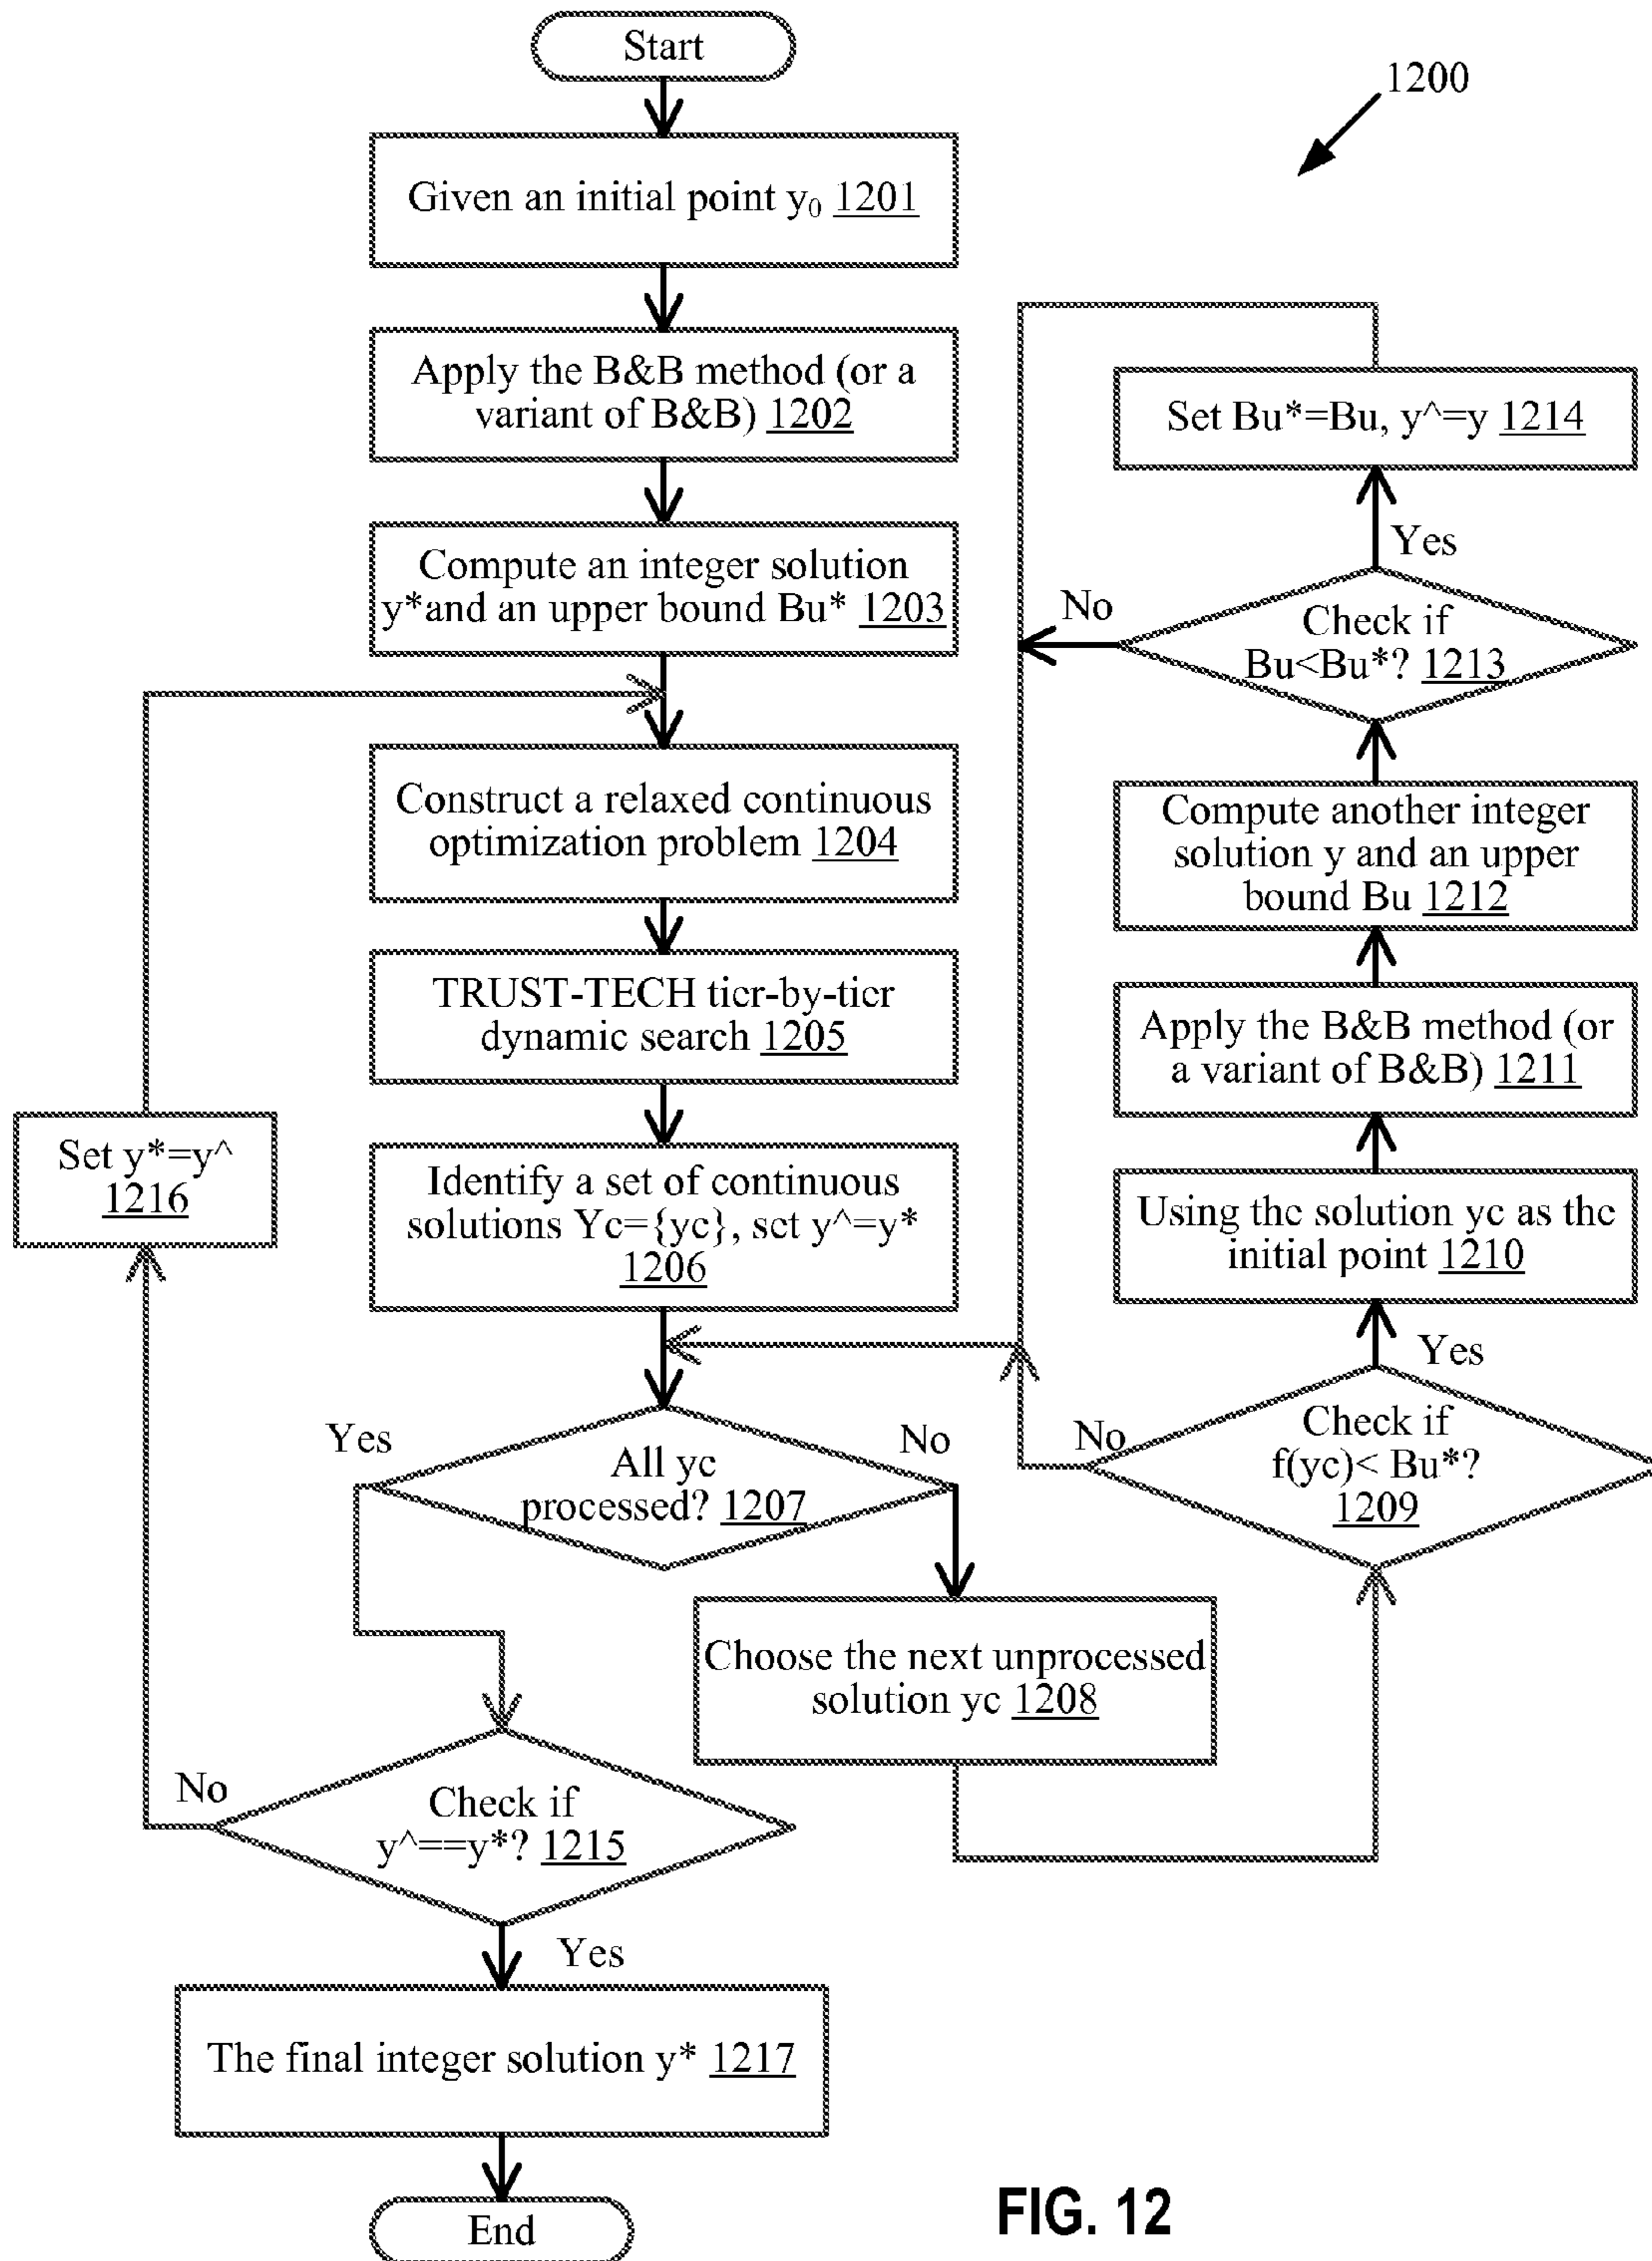 Start
1200
Given an initial point y₀ 1201
Apply the B&B method (or a
variant of B&B) 1202
Compute an integer solution
y*and an upper bound Bu* 1203
Construct a relaxed continuous
optimization problem 1204
TRUST-TECH tier-by-tier
dynamic search 1205
Identify a set of continuous
solutions Yc={yc}, set y^=y*
1206
All yc
processed? 1207
Yes
No
Choose the next unprocessed
solution yc 1208
Check if
f(yc)< Bu*?
1209
No
Yes
Using the solution yc as the
initial point 1210
Apply the B&B method (or
a variant of B&B) 1211
Compute another integer
solution y and an upper
bound Bu 1212
Check if
Bu<Bu*? 1213
No
Yes
Set Bu*=Bu, y^=y 1214
Check if
y^==y*? 1215
No
Yes
Set y*=y^
1216
The final integer solution y* 1217
End
FIG. 12